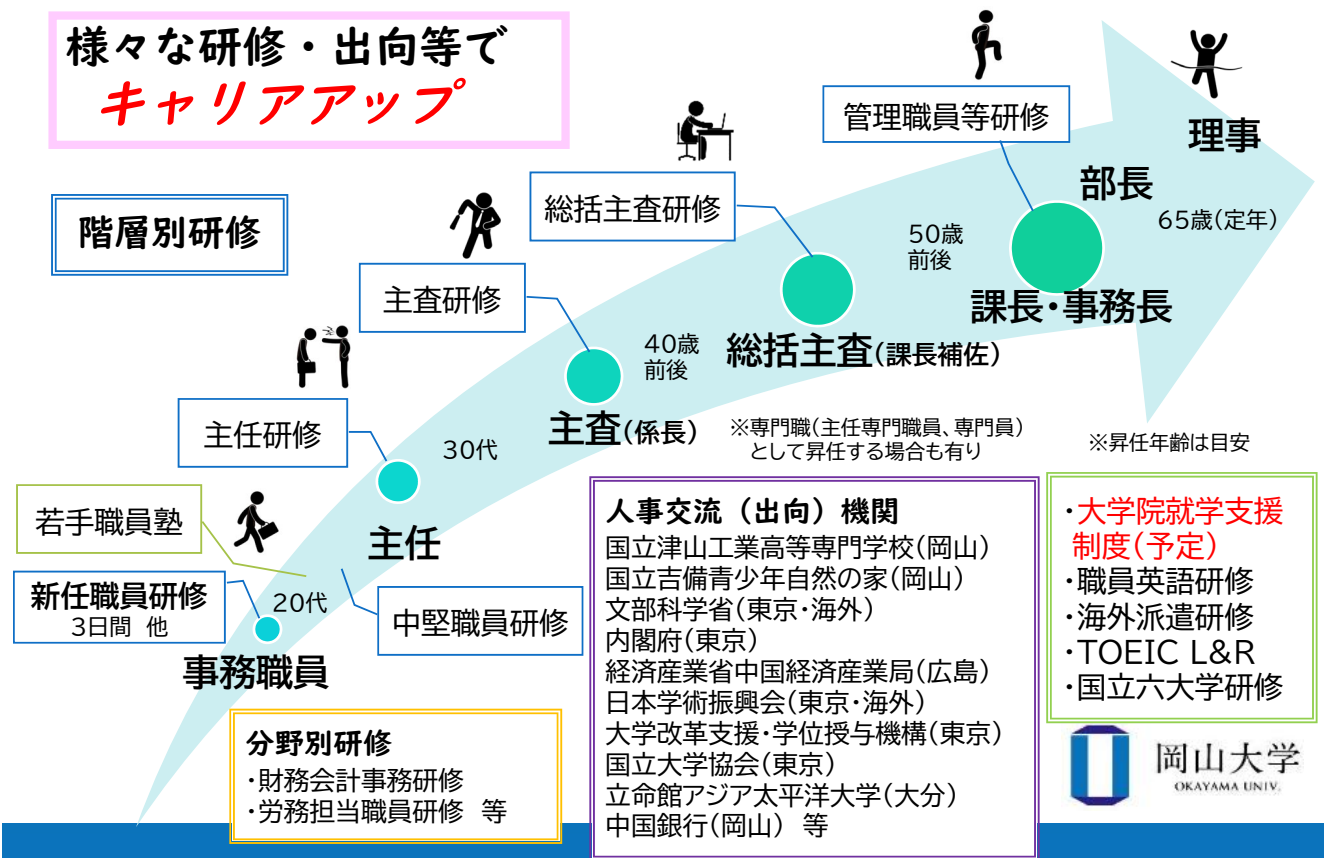 様々な研修・出向等で
キャリアアップ
階層別研修
管理職員等研修
理事
部長
65歳(定年)
総括主査研修
50歳
前後
課長・事務長
主査研修
40歳
前後
総括主査(課長補佐)
主任研修
30代
主査(係長)
※専門職(主任専門職員、専門員)
として昇任する場合も有り
※昇任年齢は目安
若手職員塾
主任
新任職員研修
3日間 他
20代
中堅職員研修
事務職員
分野別研修
・財務会計事務研修
・労務担当職員研修 等
人事交流（出向）機関
国立津山工業高等専門学校(岡山)
国立吉備青少年自然の家(岡山)
文部科学省(東京・海外)
内閣府(東京)
経済産業省中国経済産業局(広島)
日本学術振興会(東京・海外)
大学改革支援・学位授与機構(東京)
国立大学協会(東京)
立命館アジア太平洋大学(大分)
中国銀行(岡山) 等
・大学院就学支援
制度(予定)
・職員英語研修
・海外派遣研修
・TOEIC L&R
・国立六大学研修
岡山大学
OKAYAMA UNIV.